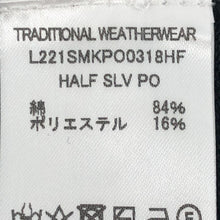 TRADITIONAL WEATHERWEAR
L221SMKPO0318HF
HALF SLV PO
綿 84%
ポリエステル 16%